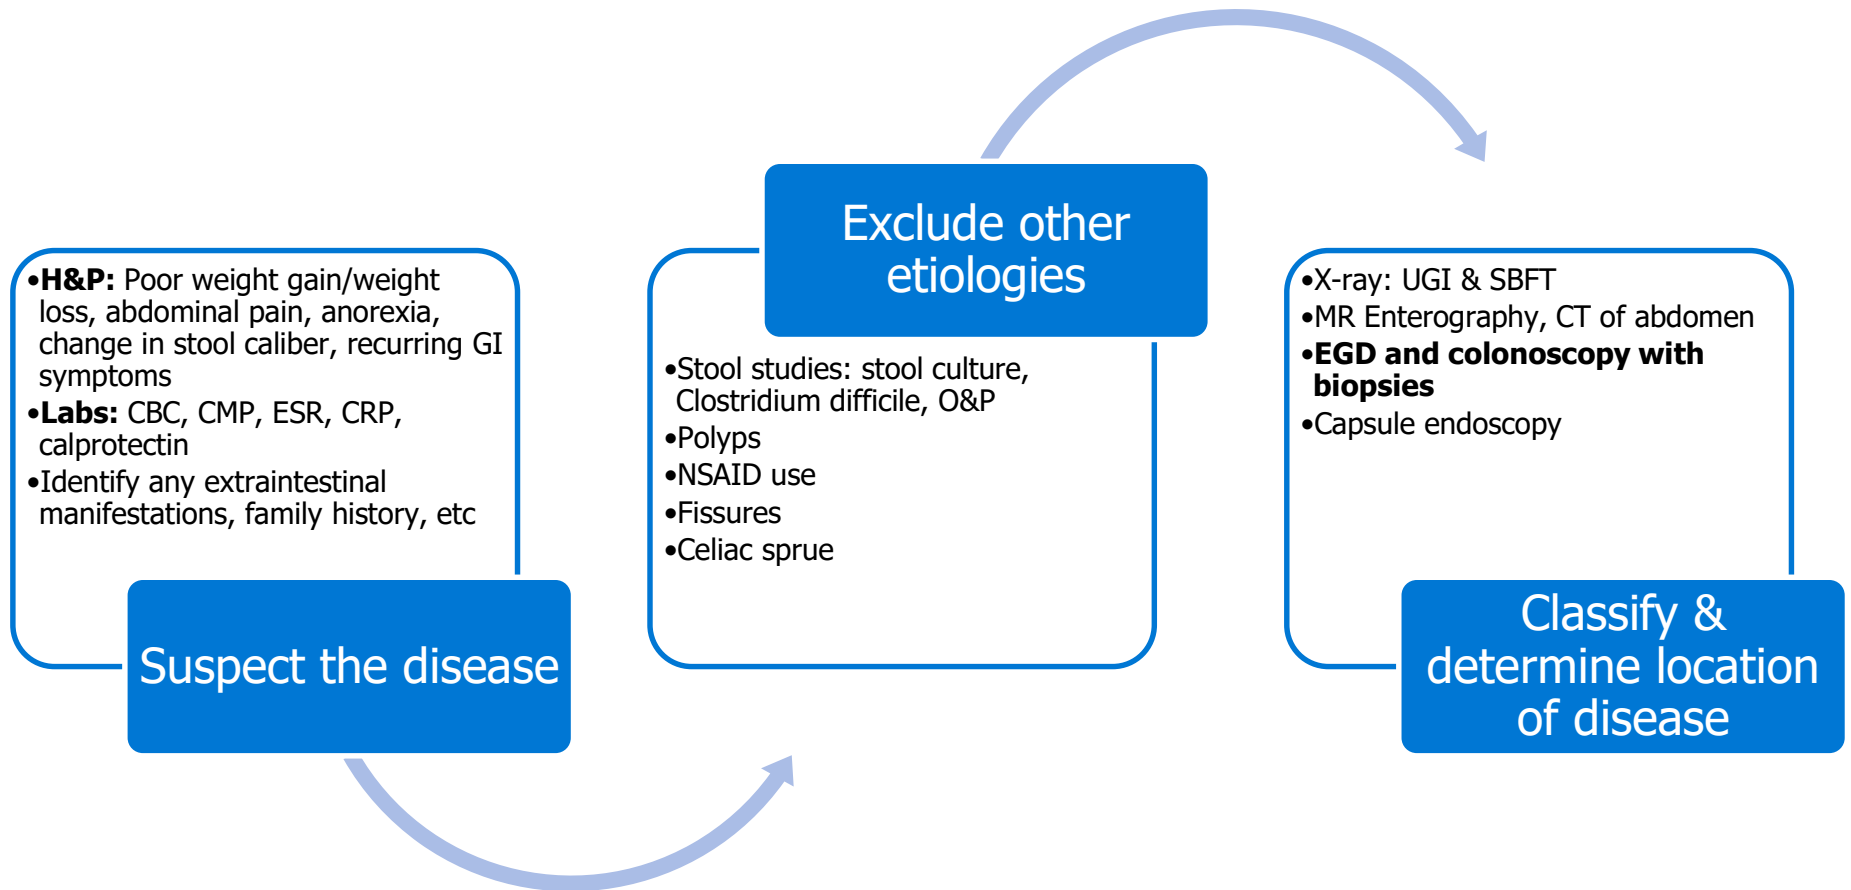 •H&P: Poor weight gain/weight
loss, abdominal pain, anorexia,
change in stool caliber, recurring GI
symptoms
•Labs: CBC, CMP, ESR, CRP,
calprotectin
•Identify any extraintestinal
manifestations, family history, etc
Suspect the disease
Exclude other
etiologies
•Stool studies: stool culture,
Clostridium difficile, O&P
•Polyps
•NSAID use
•Fissures
•Celiac sprue
•X-ray: UGI & SBFT
•MR Enterography, CT of abdomen
•EGD and colonoscopy with
biopsies
•Capsule endoscopy
Classify &
determine location
of disease